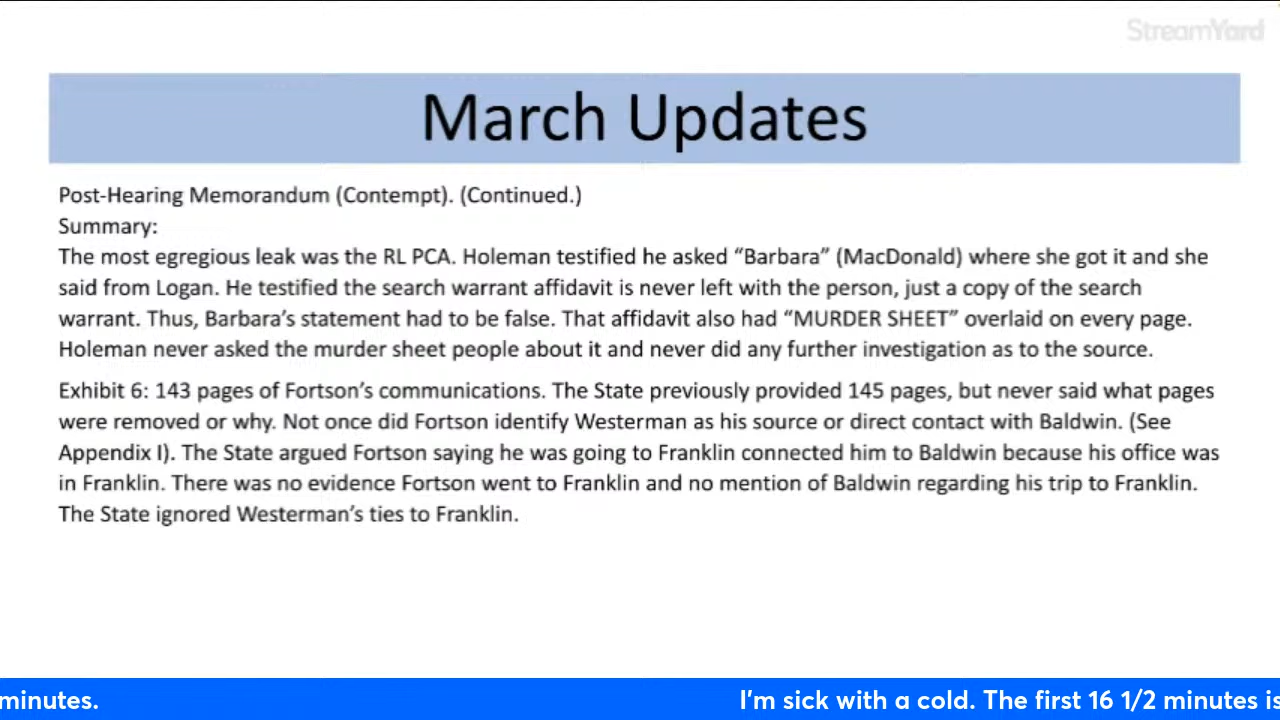 StreamYard
March Updates
Post-Hearing Memorandum (Contempt). (Continued.)
Summary:
The most egregious leak was the RL PCA. Holeman testified he asked “Barbara” (MacDonald) where she got it and she
said from Logan. He testified the search warrant affidavit is never left with the person, just a copy of the search
warrant. Thus, Barbara’s statement had to be false. That affidavit also had “MURDER SHEET” overlaid on every page.
Holeman never asked the murder sheet people about it and never did any further investigation as to the source.
Exhibit 6: 143 pages of Fortson’s communications. The State previously provided 145 pages, but never said what pages
were removed or why. Not once did Fortson identify Westerman as his source or direct contact with Baldwin. (See
Appendix I). The State argued Fortson saying he was going to Franklin connected him to Baldwin because his office was
in Franklin. There was no evidence Fortson went to Franklin and no mention of Baldwin regarding his trip to Franklin.
The State ignored Westerman’s ties to Franklin.
minutes. I’m sick with a cold. The first 16 1/2 minutes is